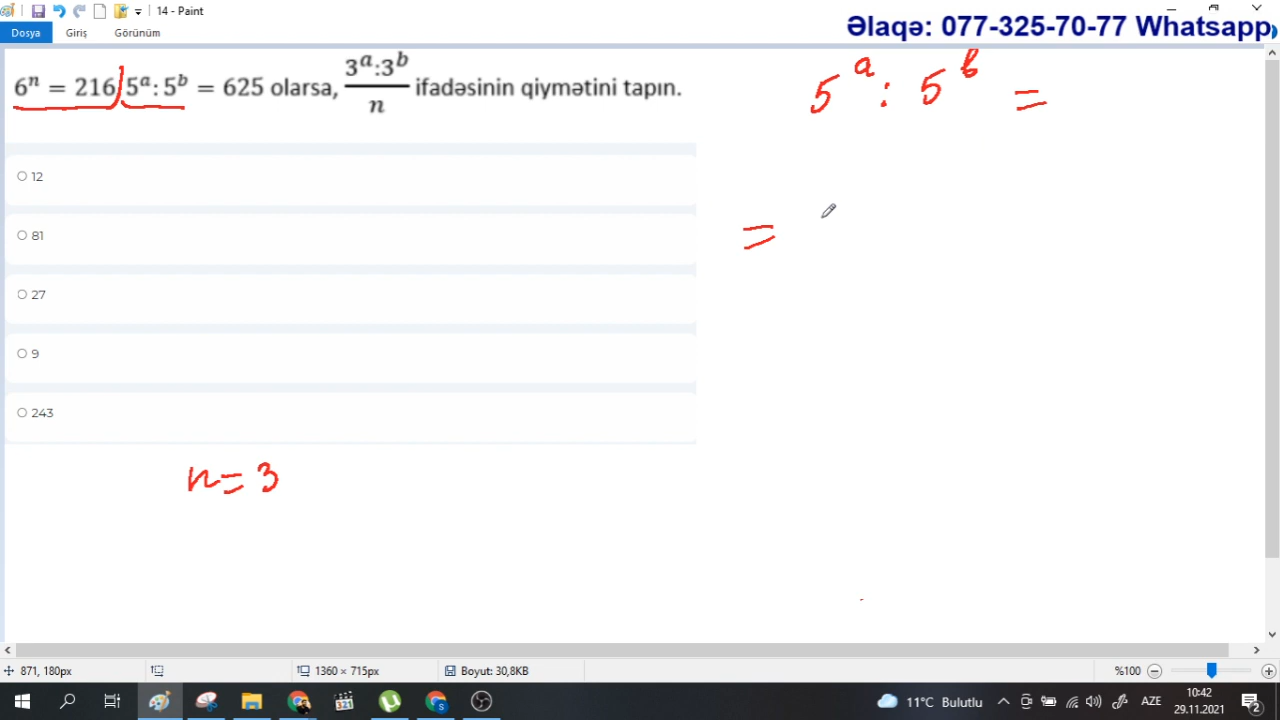 14 - Paint
Əlaqə: 077-325-70-77 Whatsapp
Dosya Giriş Görünüm
6ⁿ = 216, 5ᵃ:5ᵇ = 625 olarsa, 3ᵃ:3ᵇ / n ifadəsinin qiymətini tapın.
5ᵃ : 5ᵇ =
=
12
81
27
9
243
n = 3
871, 180px
1360 × 715px
Boyut: 30,8KB
%100
11°C Bulutlu
AZE
10:42
29.11.2021
2